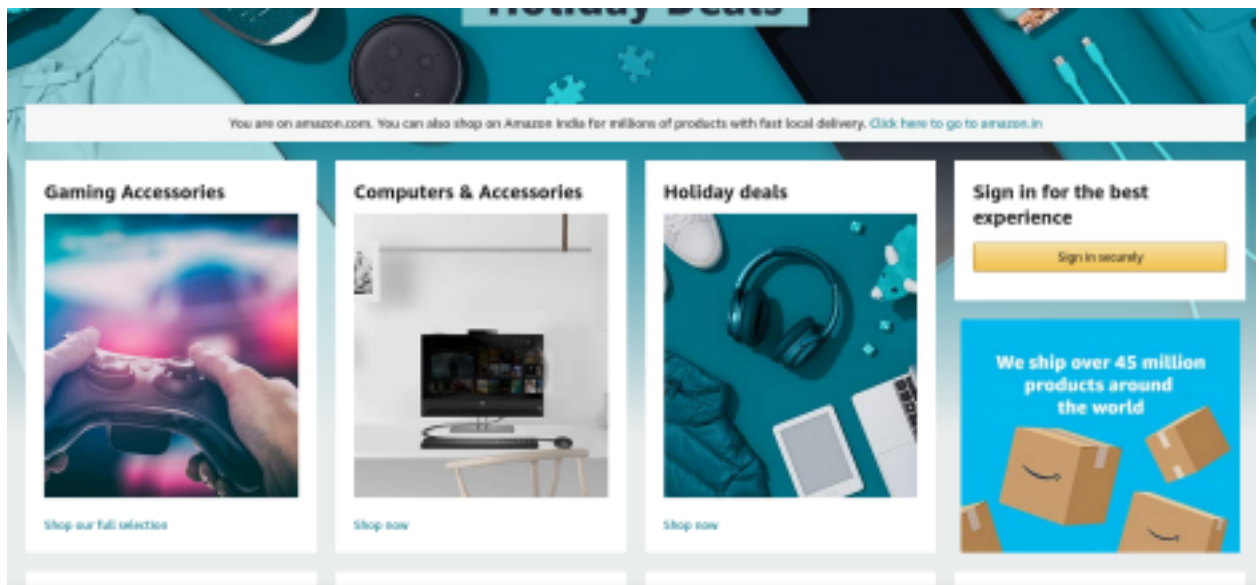 Holiday Deals
You are on amazon.com. You can also shop on Amazon India for millions of products with fast local delivery. Click here to go to amazon.in
Gaming Accessories
Computers & Accessories
Holiday deals
Sign in for the best
experience
Sign in securely
We ship over 45 million
products around
the world
Shop our full selection
Shop now
Shop now